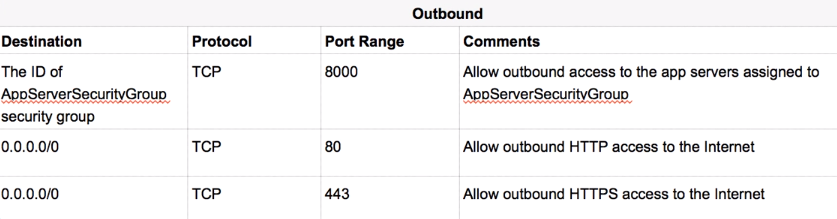 Outbound
Destination Protocol Port Range Comments
The ID of TCP 8000 Allow outbound access to the app servers assigned to
AppServerSecurityGroup AppServerSecurityGroup
security group
0.0.0.0/0 TCP 80 Allow outbound HTTP access to the Internet
0.0.0.0/0 TCP 443 Allow outbound HTTPS access to the Internet